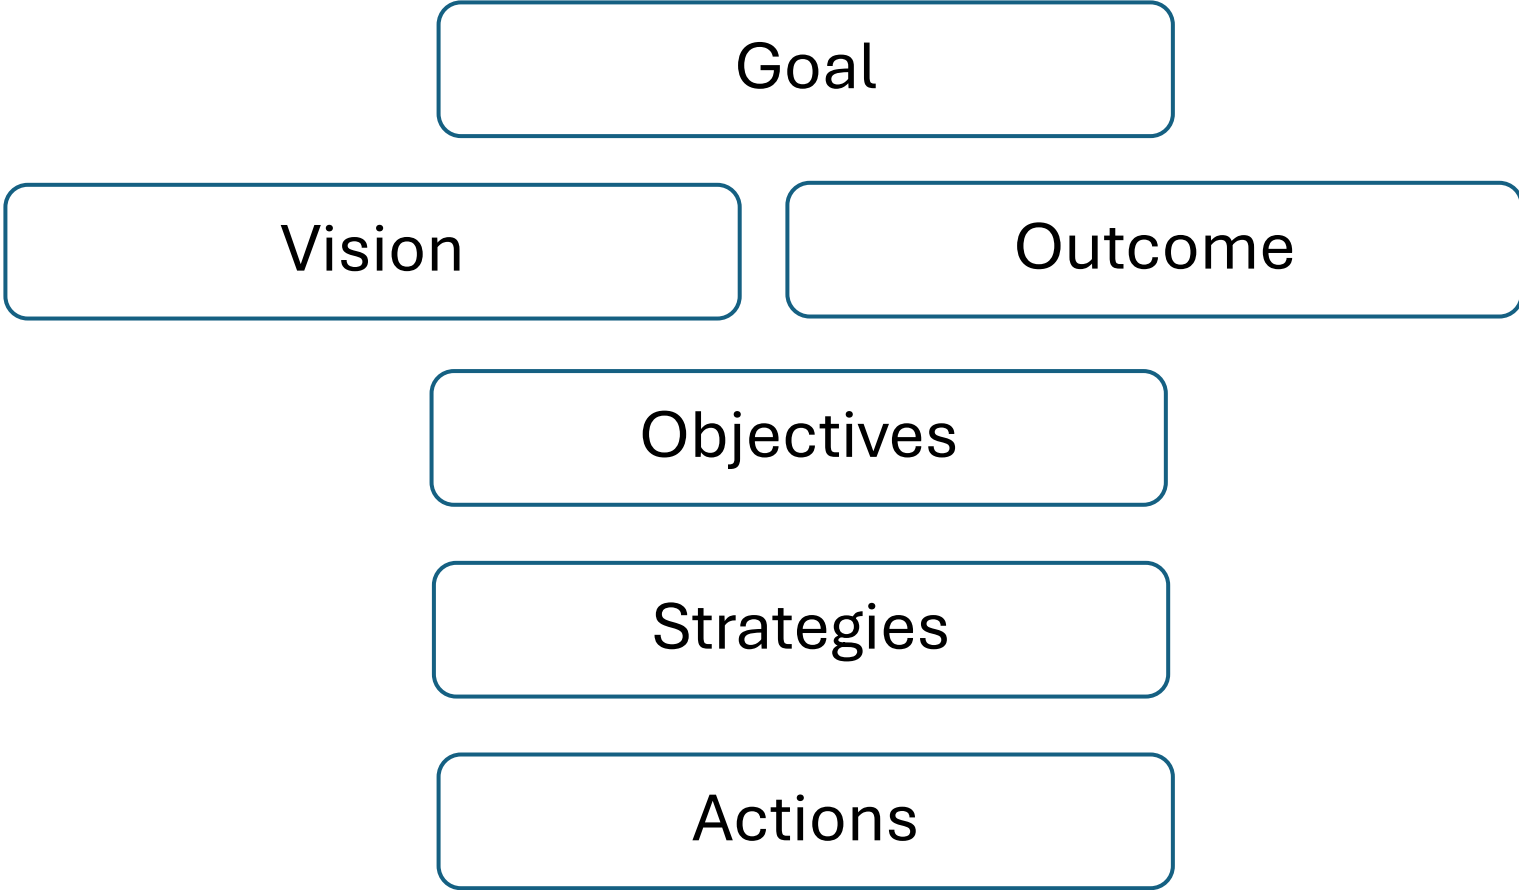 Goal
Vision
Outcome
Objectives
Strategies
Actions